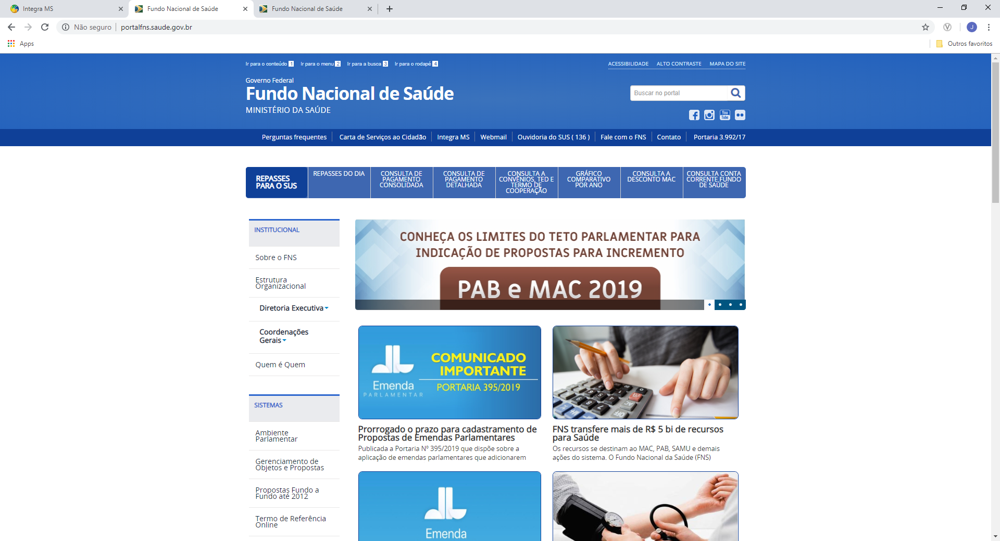 Integra MS
Fundo Nacional de Saúde
Fundo Nacional de Saúde
Não seguro
portalfns.saude.gov.br
J
Apps
Outros favoritos
Ir para o conteúdo 1
Ir para o menu 2
Ir para a busca 3
Ir para o rodapé 4
ACESSIBILIDADE
ALTO CONTRASTE
MAPA DO SITE
Governo Federal
Fundo Nacional de Saúde
MINISTÉRIO DA SAÚDE
Buscar no portal
You
Tube
Perguntas frequentes
Carta de Serviços ao Cidadão
Integra MS
Webmail
Ouvidoria do SUS ( 136 )
Fale com o FNS
Contato
Portaria 3.992/17
REPASSES
PARA O SUS
REPASSES DO DIA
CONSULTA DE
PAGAMENTO
CONSOLIDADA
CONSULTA DE
PAGAMENTO
DETALHADA
CONSULTA A
CONVÊNIOS, TED E
TERMO DE
COOPERAÇÃO
GRÁFICO
COMPARATIVO
POR ANO
CONSULTA A
DESCONTO MAC
CONSULTA CONTA
CORRENTE FUNDO
DE SAÚDE
INSTITUCIONAL
Sobre o FNS
Estrutura
Organizacional
Diretoria Executiva
Coordenações
Gerais
Quem é Quem
SISTEMAS
Ambiente
Parlamentar
Gerenciamento de
Objetos e Propostas
Propostas Fundo a
Fundo até 2012
Termo de Referência
Online
CONHEÇA OS LIMITES DO TETO PARLAMENTAR PARA
INDICAÇÃO DE PROPOSTAS PARA INCREMENTO
PAB e MAC 2019
Emenda
PARLAMENTAR
COMUNICADO
IMPORTANTE
PORTARIA 395/2019
Prorrogado o prazo para cadastramento de
Propostas de Emendas Parlamentares
Publicada a Portaria Nº 395/2019 que dispõe sobre a
aplicação de emendas parlamentares que adicionarem
FNS transfere mais de R$ 5 bi de recursos
para Saúde
Os recursos se destinam ao MAC, PAB, SAMU e demais
ações do sistema. O Fundo Nacional da Saúde (FNS)
Emenda